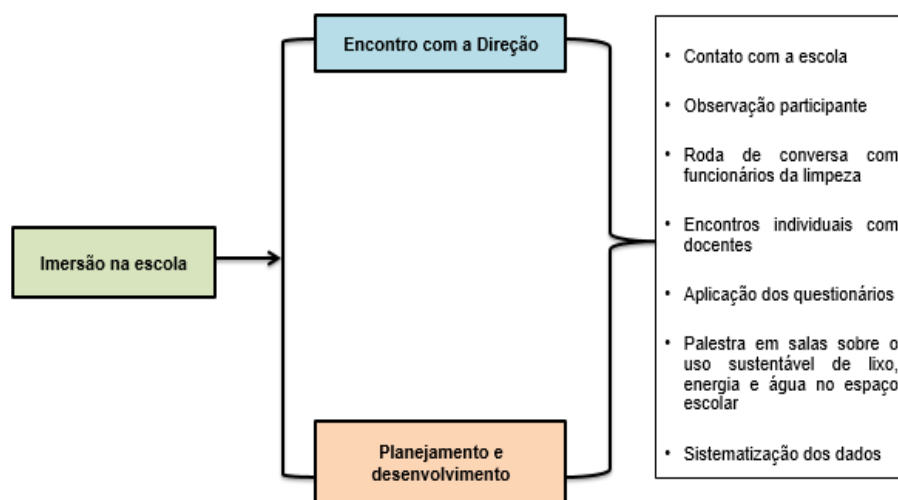 Encontro com a Direção
Imersão na escola
Planejamento e
desenvolvimento
• Contato com a escola
• Observação participante
• Roda de conversa com
funcionários da limpeza
• Encontros individuais com
docentes
• Aplicação dos questionários
• Palestra em salas sobre o
uso sustentável de lixo,
energia e água no espaço
escolar
• Sistematização dos dados